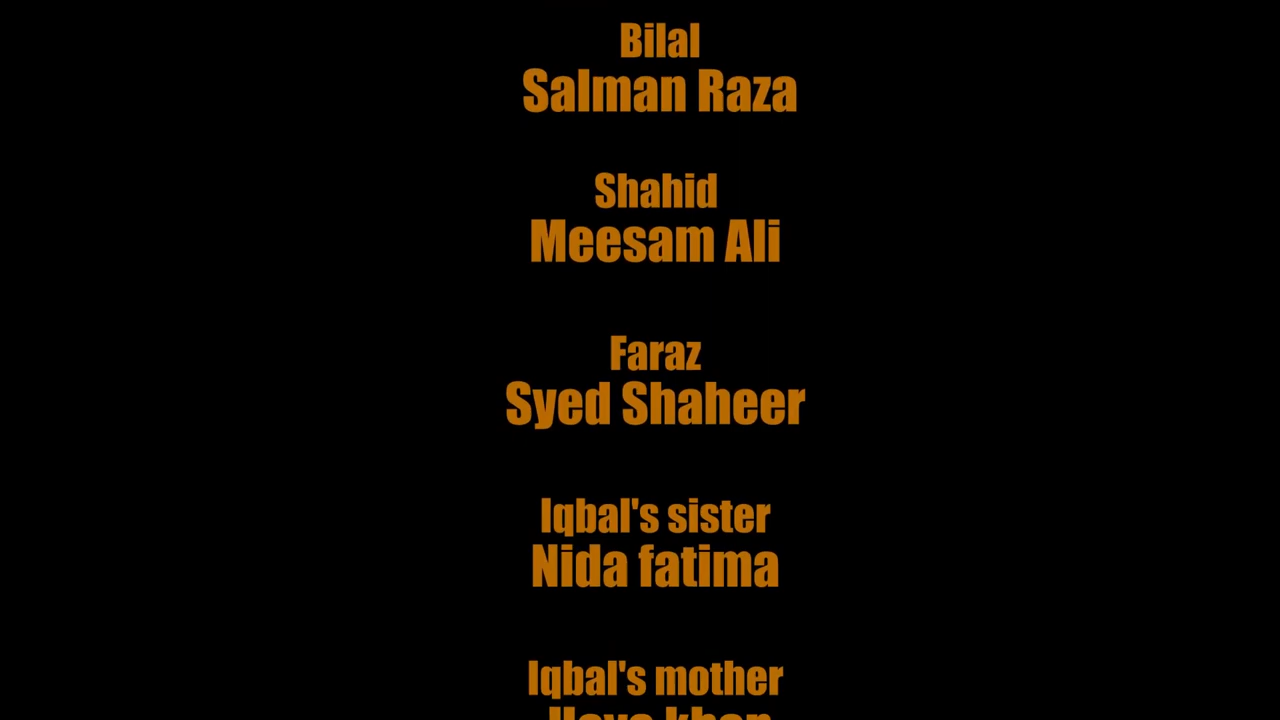 Bilal
Salman Raza
Shahid
Meesam Ali
Faraz
Syed Shaheer
Iqbal's sister
Nida fatima
Iqbal's mother